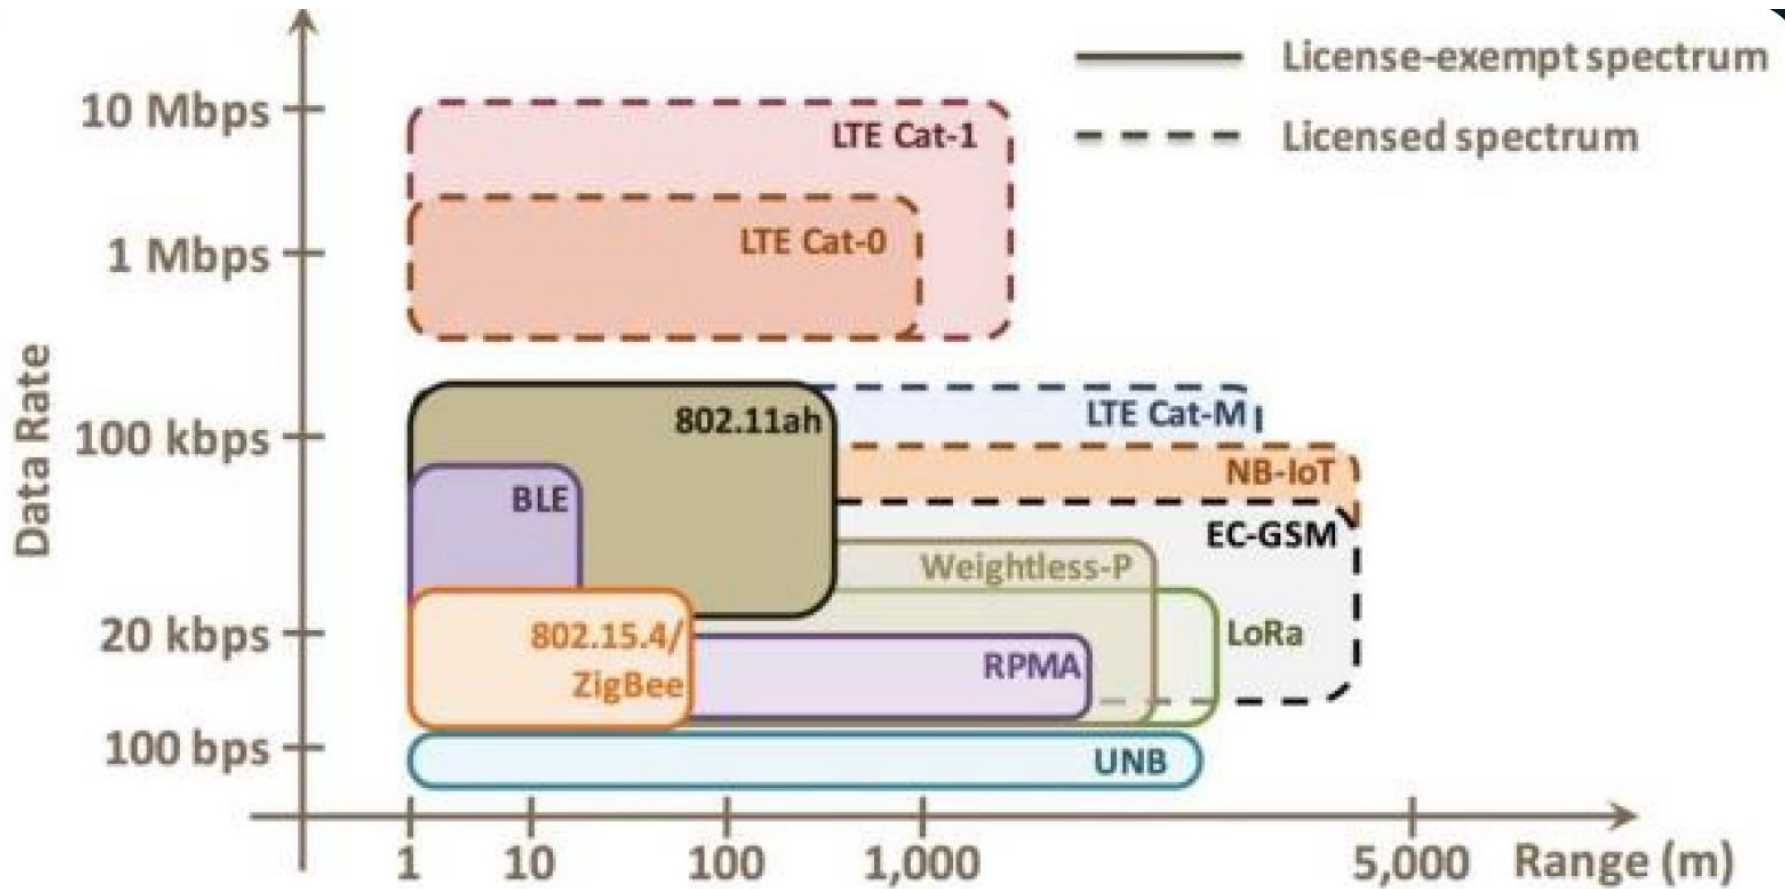 License-exempt spectrum
Licensed spectrum
Data Rate
10 Mbps
1 Mbps
100 kbps
20 kbps
100 bps
LTE Cat-1
LTE Cat-0
802.11ah
LTE Cat-M
NB-IoT
BLE
EC-GSM
Weightless-P
802.15.4/
ZigBee
LoRa
RPMA
UNB
1
10
100
1,000
5,000
Range (m)